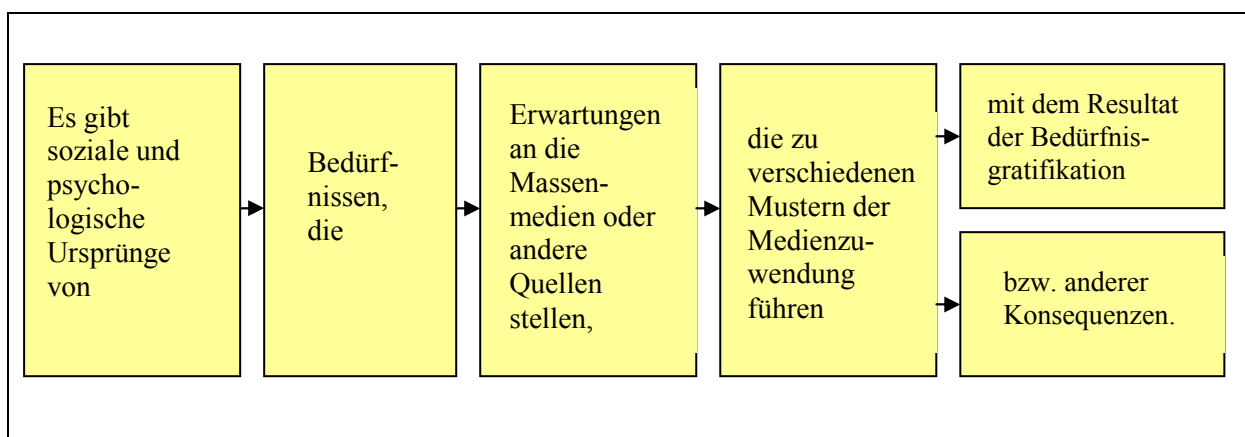 Es gibt
soziale und
psycho-
logische
Ursprünge
von
Bedürf-
nissen,
die
Erwartungen
an die
Massen-
medien oder
andere
Quellen
stellen,
die zu
verschiedenen
Mustern der
Medienzu-
wendung
führen
mit dem Resultat
der Bedürfnis-
gratifikation
bzw. anderer
Konsequenzen.